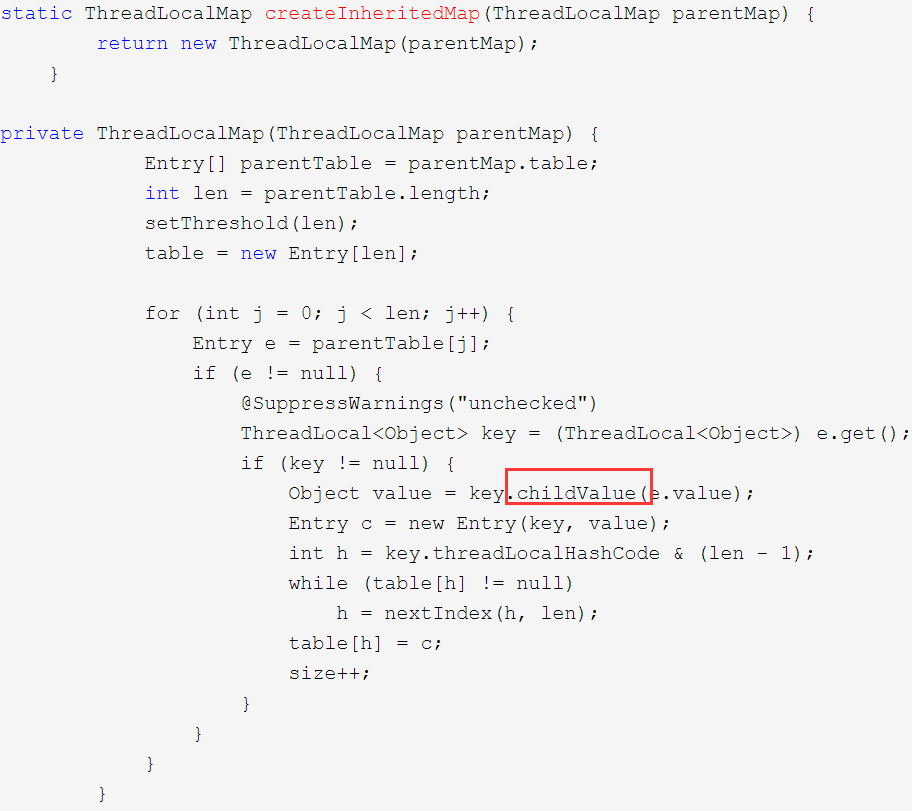 static ThreadLocalMap createInheritedMap(ThreadLocalMap parentMap) {
        return new ThreadLocalMap(parentMap);
    }

private ThreadLocalMap(ThreadLocalMap parentMap) {
            Entry[] parentTable = parentMap.table;
            int len = parentTable.length;
            setThreshold(len);
            table = new Entry[len];

            for (int j = 0; j < len; j++) {
                Entry e = parentTable[j];
                if (e != null) {
                    @SuppressWarnings("unchecked")
                    ThreadLocal<Object> key = (ThreadLocal<Object>) e.get();
                    if (key != null) {
                        Object value = key.childValue(e.value);
                        Entry c = new Entry(key, value);
                        int h = key.threadLocalHashCode & (len - 1);
                        while (table[h] != null)
                            h = nextIndex(h, len);
                        table[h] = c;
                        size++;
                    }
                }
            }
        }